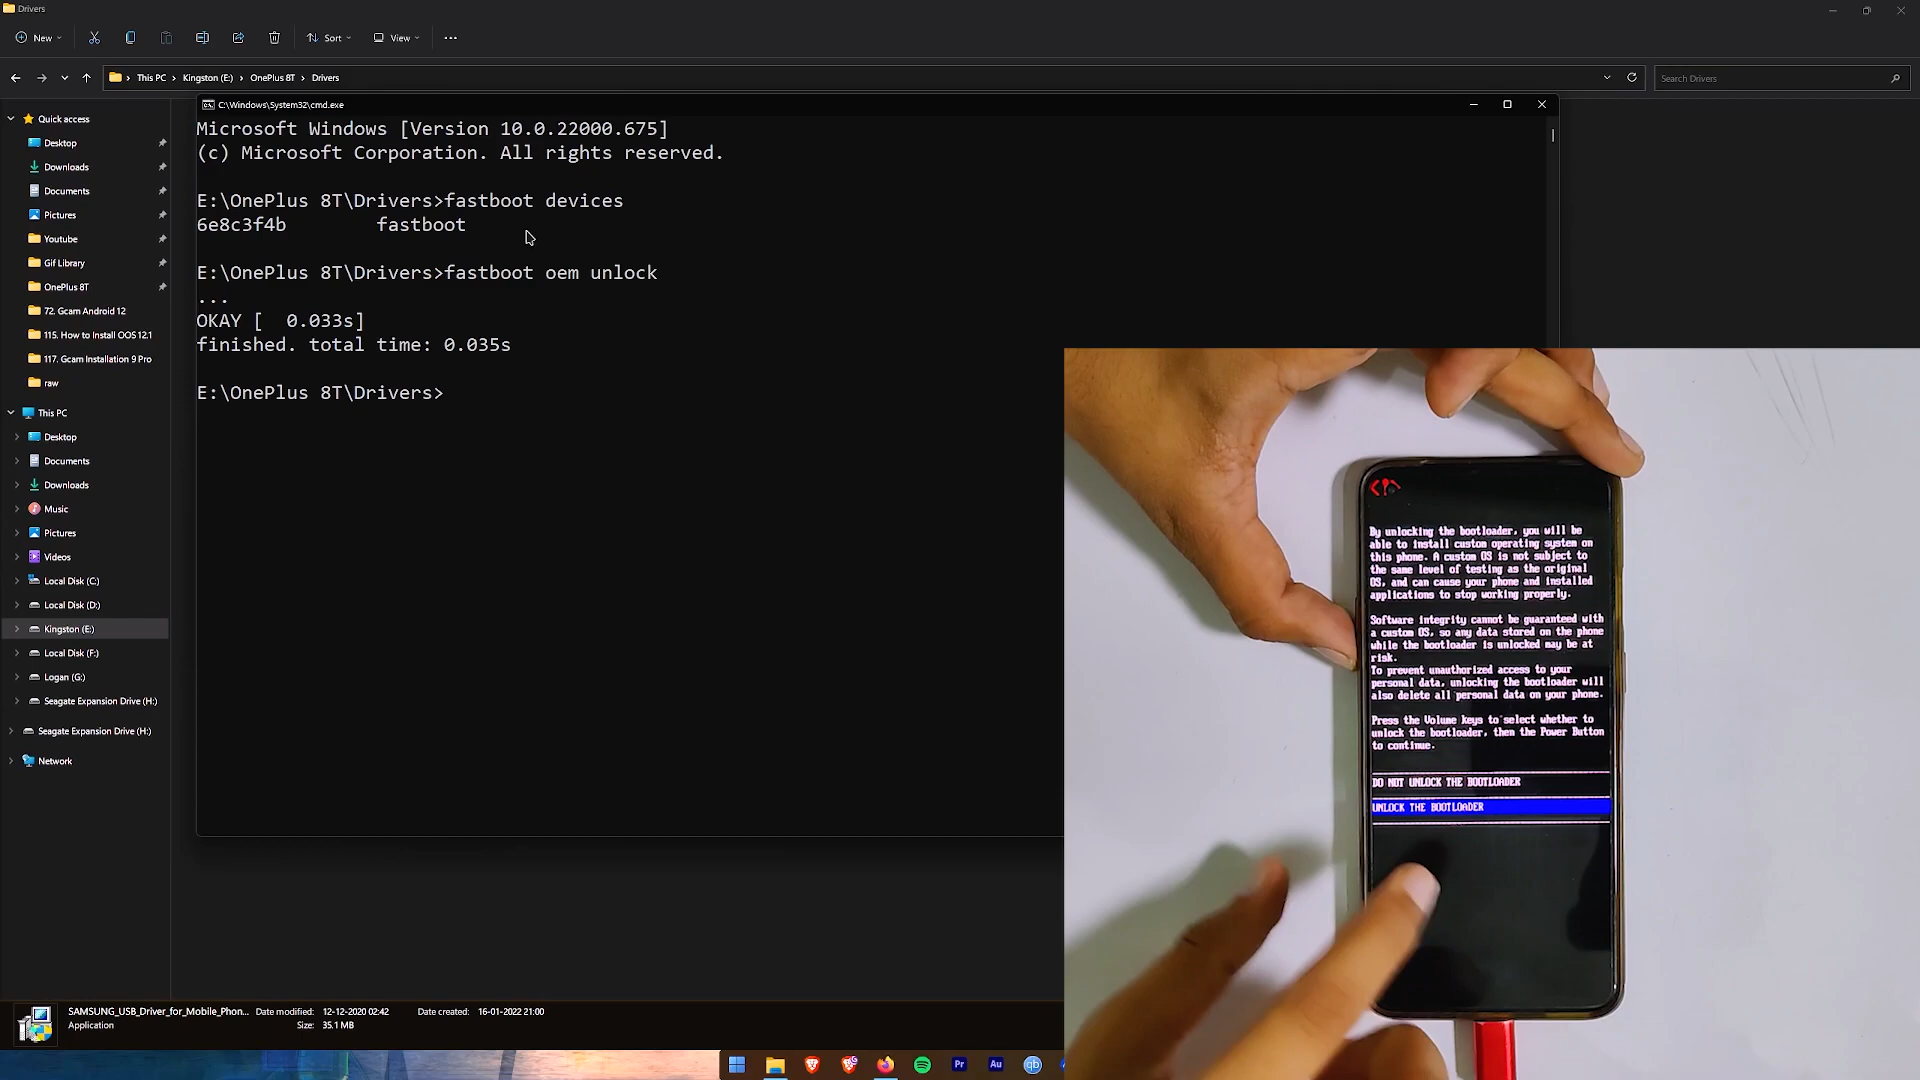 Drivers
New
Sort
View
This PC
Kingston (E:)
OnePlus 8T
Drivers
Search Drivers
Quick access
Desktop
Downloads
Documents
Pictures
Youtube
Gif Library
OnePlus 8T
72. Gcam Android 12
115. How to Install OOS 12.1
117. Gcam Installation 9 Pro
raw
This PC
Desktop
Documents
Downloads
Music
Pictures
Videos
Local Disk (C:)
Local Disk (D:)
Kingston (E:)
Local Disk (F:)
Logan (G:)
Seagate Expansion Drive (H:)
Seagate Expansion Drive (H:)
Network
C:\Windows\System32\cmd.exe
Microsoft Windows [Version 10.0.22000.675]
(c) Microsoft Corporation. All rights reserved.
E:\OnePlus 8T\Drivers>fastboot devices
6e8c3f4b fastboot
E:\OnePlus 8T\Drivers>fastboot oem unlock
...
OKAY [ 0.033s]
finished. total time: 0.035s
E:\OnePlus 8T\Drivers>
By unlocking the bootloader, you will be
able to install custom operating system on
this phone. A custom OS is not subject to
the same level of testing as the original
OS, and can cause your phone and installed
applications to stop working properly.
Software integrity cannot be guaranteed with
a custom OS, so any data stored on the phone
while the bootloader is unlocked may be at
risk.
To prevent unauthorized access to your
personal data, unlocking the bootloader will
also delete all personal data on your phone.
Press the Volume keys to select whether to
unlock the bootloader, then the Power Button
to continue.
DO NOT UNLOCK THE BOOTLOADER
UNLOCK THE BOOTLOADER
SAMSUNG_USB_Driver_for_Mobile_Phon...
Application
Date modified: 12-12-2020 02:42
Size: 35.1 MB
Date created: 16-01-2022 21:00
Pr
Au
qb